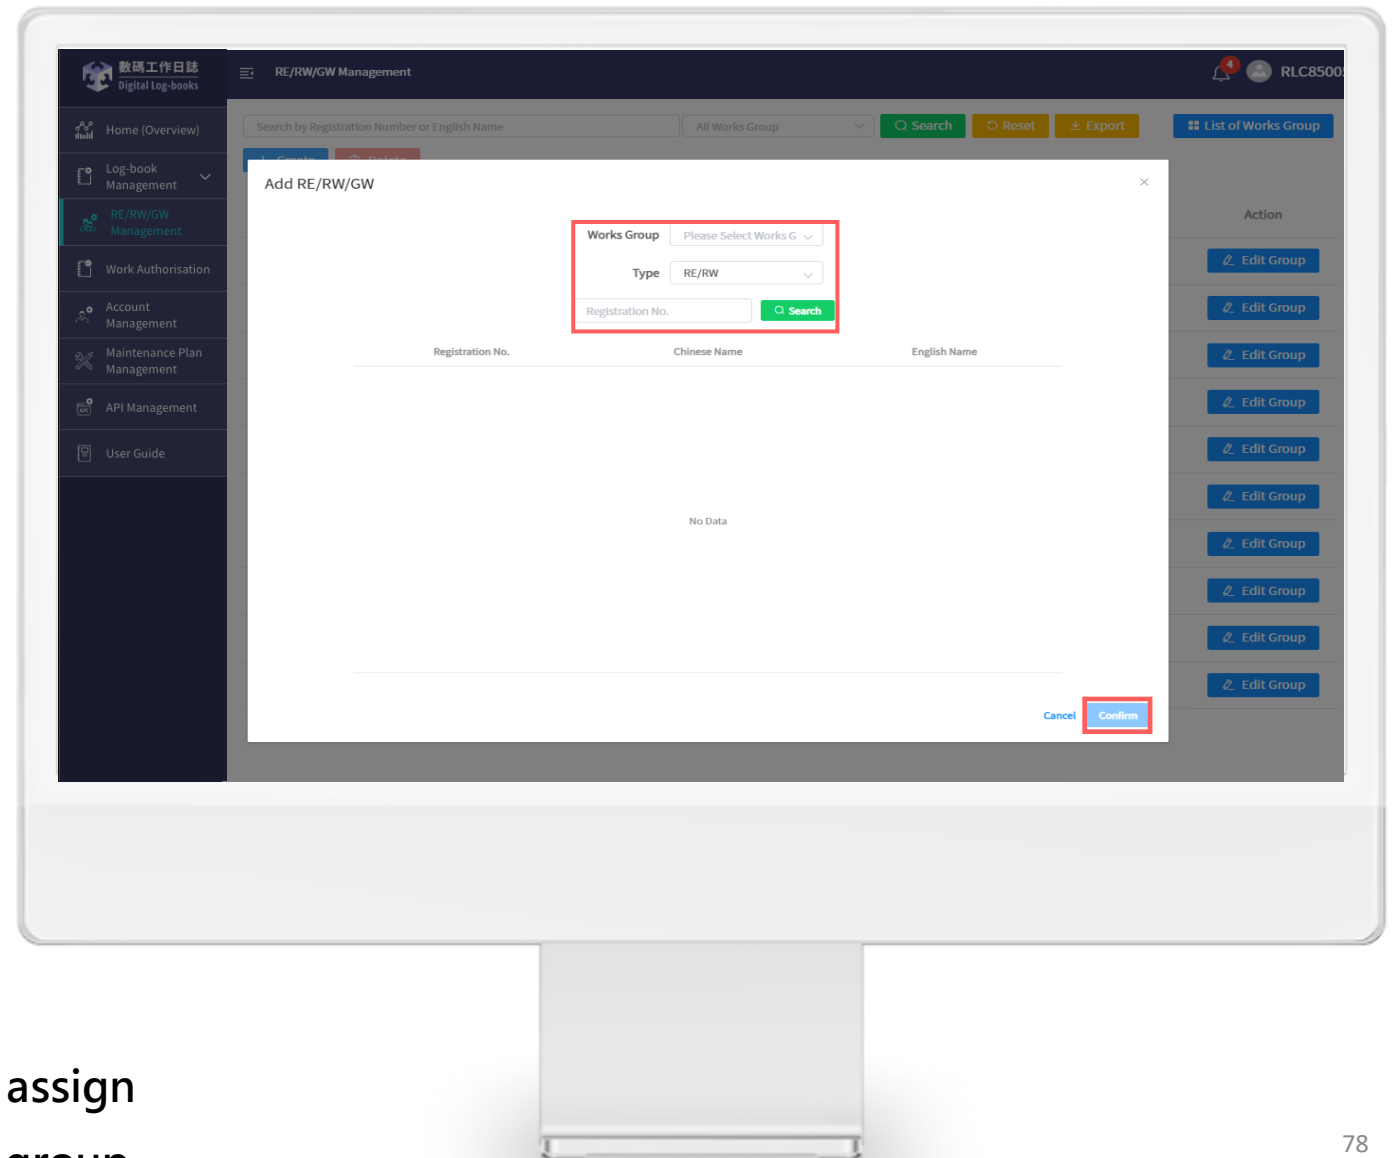 數碼工作日誌
Digital Log-books
RE/RW/GW Management
4
RLC8500
Home (Overview)
Search by Registration Number or English Name
All Works Group
Search
Reset
Export
List of Works Group
Create
Delete
Log-book
Management
RE/RW/GW
Management
Work Authorisation
Account
Management
Maintenance Plan
Management
API Management
User Guide
Add RE/RW/GW
Works Group
Please Select Works G
Type
RE/RW
Registration No.
Search
Registration No.
Chinese Name
English Name
No Data
Cancel
Confirm
Action
Edit Group
Edit Group
Edit Group
Edit Group
Edit Group
Edit Group
Edit Group
Edit Group
Edit Group
Edit Group
assign
group
78